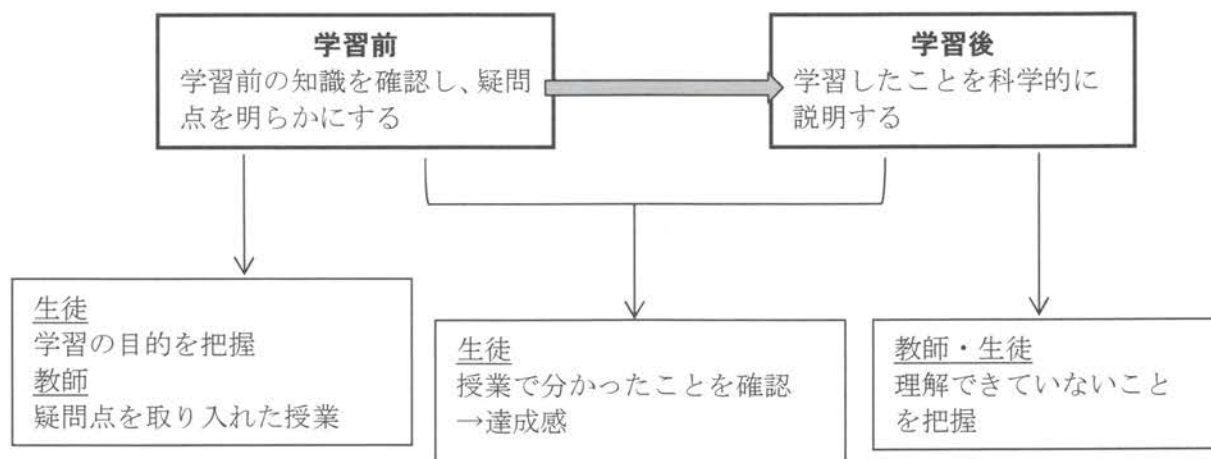 学習前
学習前の知識を確認し、疑問
点を明らかにする
学習後
学習したことを科学的に
説明する
生徒
学習の目的を把握
教師
疑問点を取り入れた授業
生徒
授業で分かったことを確認
→達成感
教師・生徒
理解できていないこと
を把握